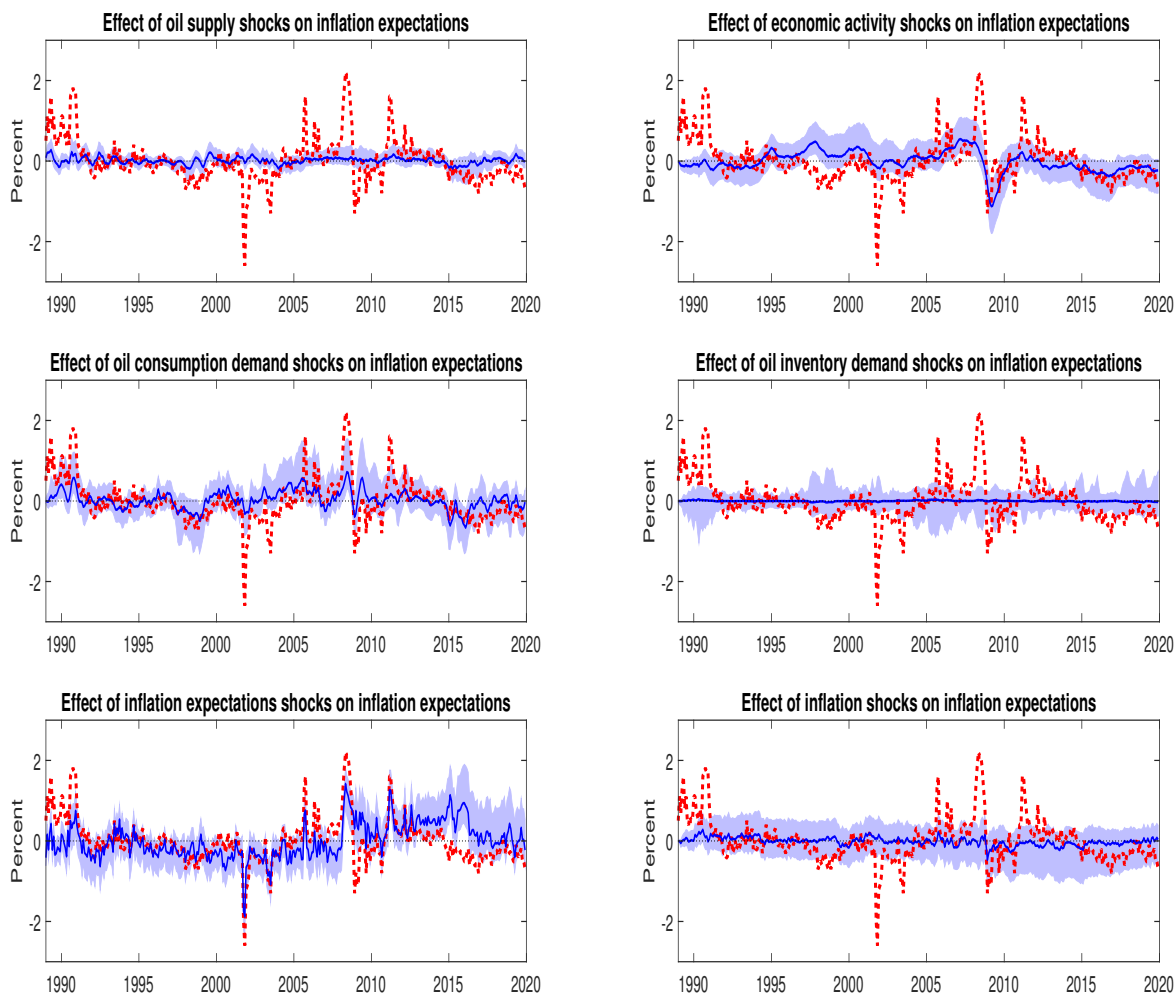 Effect of oil supply shocks on inflation expectations
Percent
2
0
-2
1990 1995 2000 2005 2010 2015 2020
Effect of economic activity shocks on inflation expectations
Percent
2
0
-2
1990 1995 2000 2005 2010 2015 2020
Effect of oil consumption demand shocks on inflation expectations
Percent
2
0
-2
1990 1995 2000 2005 2010 2015 2020
Effect of oil inventory demand shocks on inflation expectations
Percent
2
0
-2
1990 1995 2000 2005 2010 2015 2020
Effect of inflation expectations shocks on inflation expectations
Percent
2
0
-2
1990 1995 2000 2005 2010 2015 2020
Effect of inflation shocks on inflation expectations
Percent
2
0
-2
1990 1995 2000 2005 2010 2015 2020